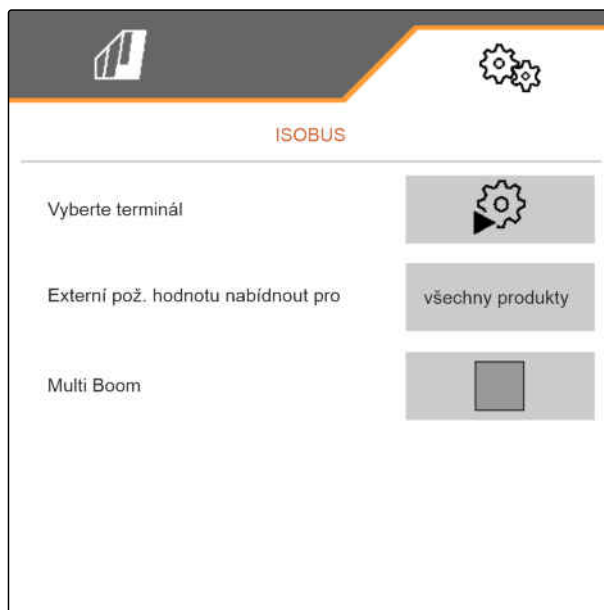 ISOBUS
Vyberte terminál
Externí pož. hodnotu nabídnout pro
všechny produkty
Multi Boom